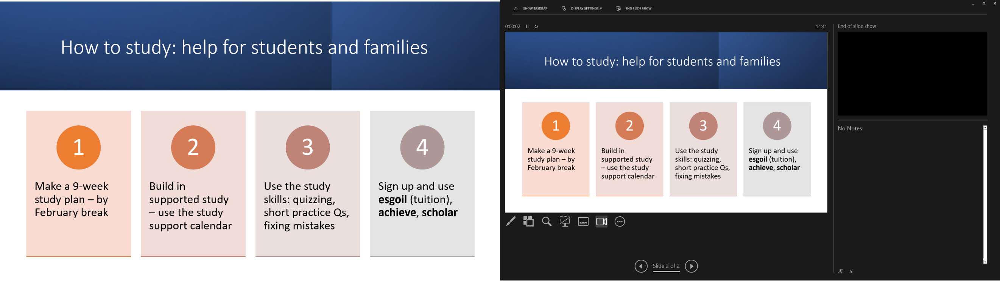 How to study: help for students and families
1
Make a 9-week
study plan – by
February break
2
Build in
supported study
– use the study
support calendar
3
Use the study
skills: quizzing,
short practice Qs,
fixing mistakes
4
Sign up and use
esgoil (tuition),
achieve, scholar
SHOW TASKBAR
DISPLAY SETTINGS ▼
END SLIDE SHOW
0:00:02
14:41
How to study: help for students and families
1
Make a 9-week
study plan – by
February break
2
Build in
supported study
– use the study
support calendar
3
Use the study
skills: quizzing,
short practice Qs,
fixing mistakes
4
Sign up and use
esgoil (tuition),
achieve, scholar
Slide 2 of 2
End of slide show
No Notes.
A A